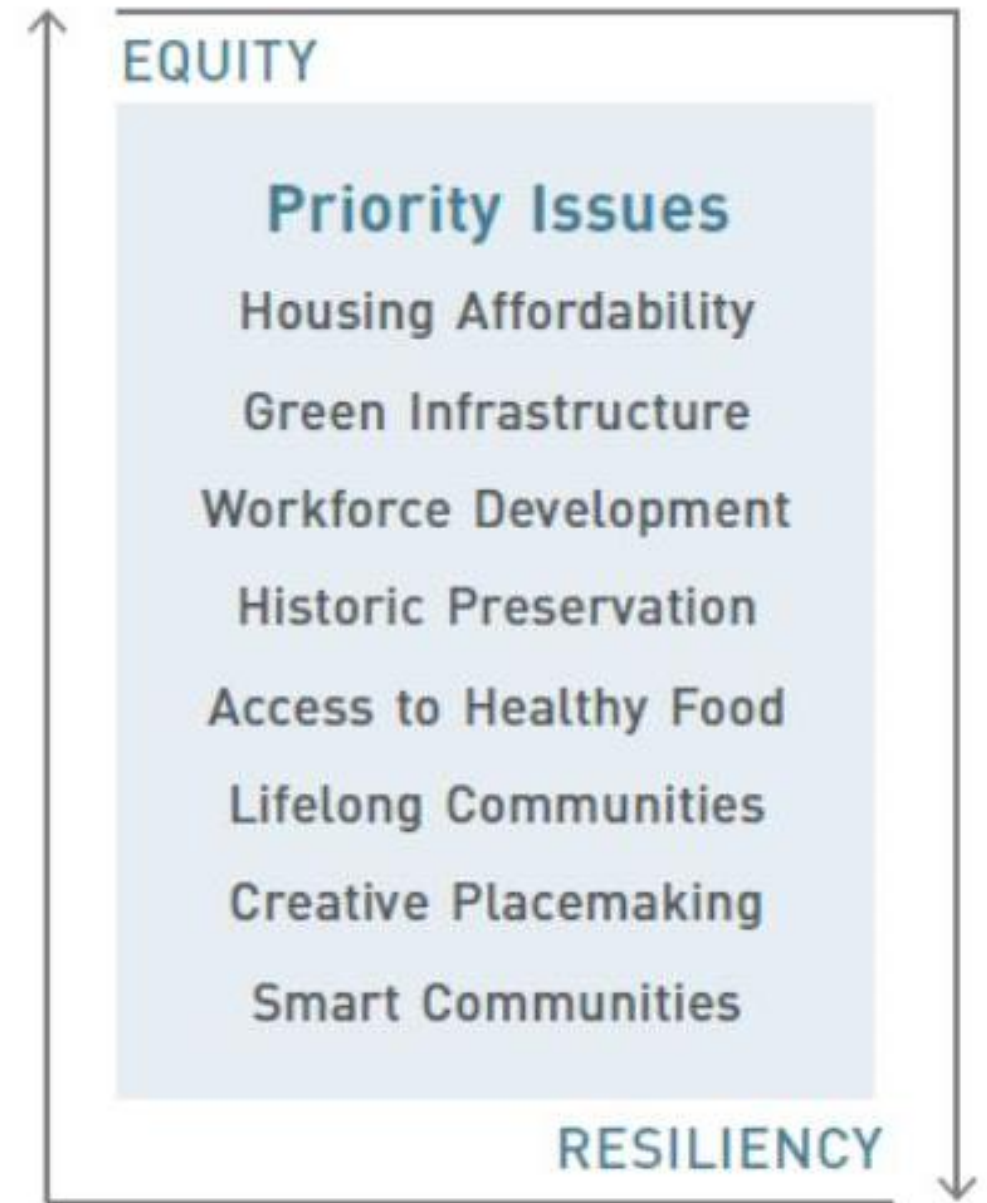 EQUITY
Priority Issues
Housing Affordability
Green Infrastructure
Workforce Development
Historic Preservation
Access to Healthy Food
Lifelong Communities
Creative Placemaking
Smart Communities
RESILIENCY